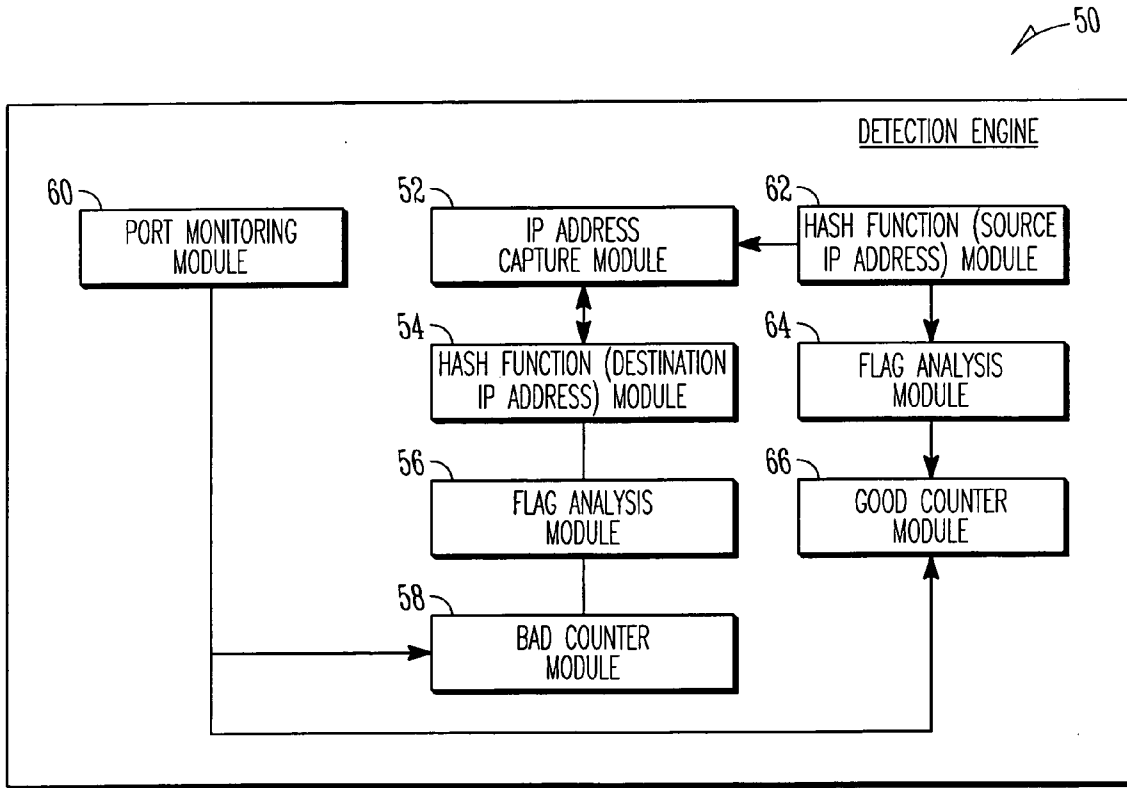 50
DETECTION ENGINE
60
PORT MONITORING
MODULE
52
IP ADDRESS
CAPTURE MODULE
62
HASH FUNCTION (SOURCE
IP ADDRESS) MODULE
54
HASH FUNCTION (DESTINATION
IP ADDRESS) MODULE
64
FLAG ANALYSIS
MODULE
56
FLAG ANALYSIS
MODULE
66
GOOD COUNTER
MODULE
58
BAD COUNTER
MODULE